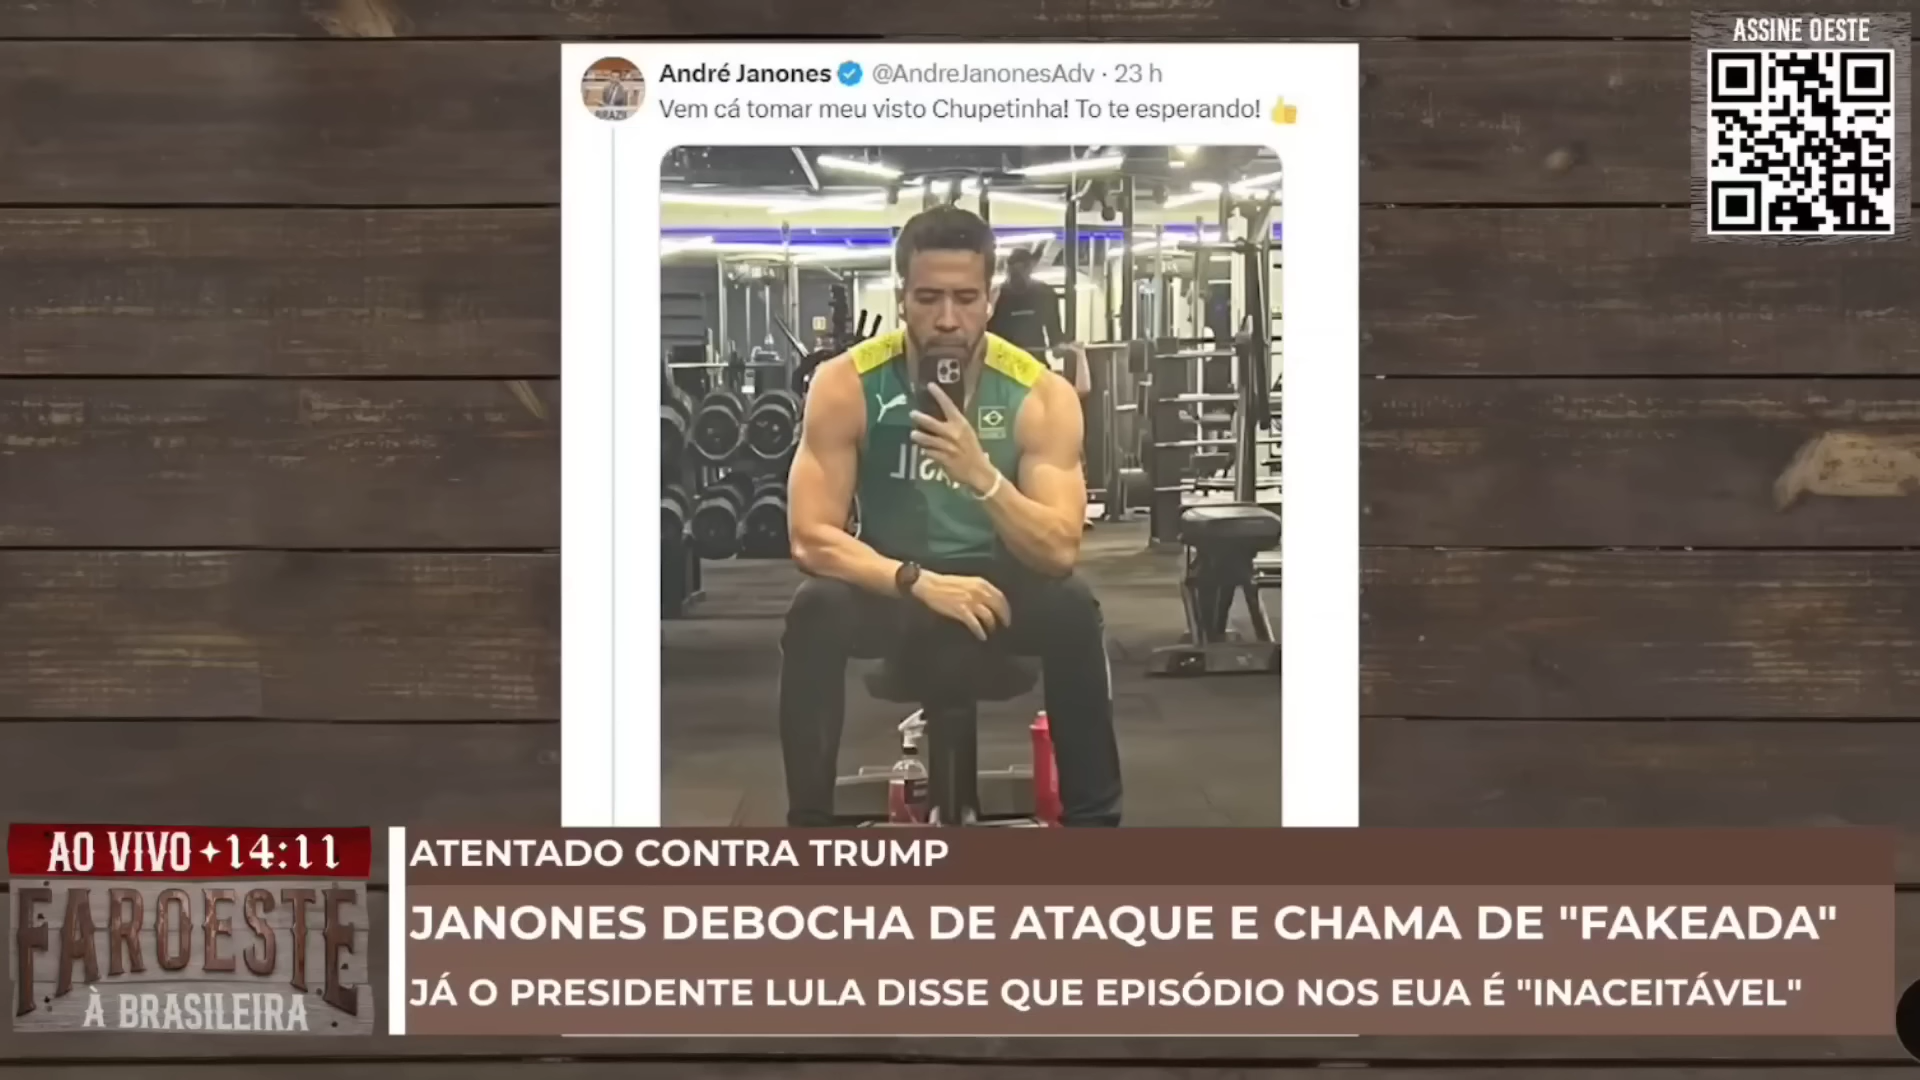 ASSINE OESTE
André Janones @AndreJanonesAdv · 23 h
Vem cá tomar meu visto Chupetinha! To te esperando! 👍
AO VIVO 14:11
FAROESTE
À BRASILEIRA
ATENTADO CONTRA TRUMP
JANONES DEBOCHA DE ATAQUE E CHAMA DE "FAKEADA"
JÁ O PRESIDENTE LULA DISSE QUE EPISÓDIO NOS EUA É "INACEITÁVEL"